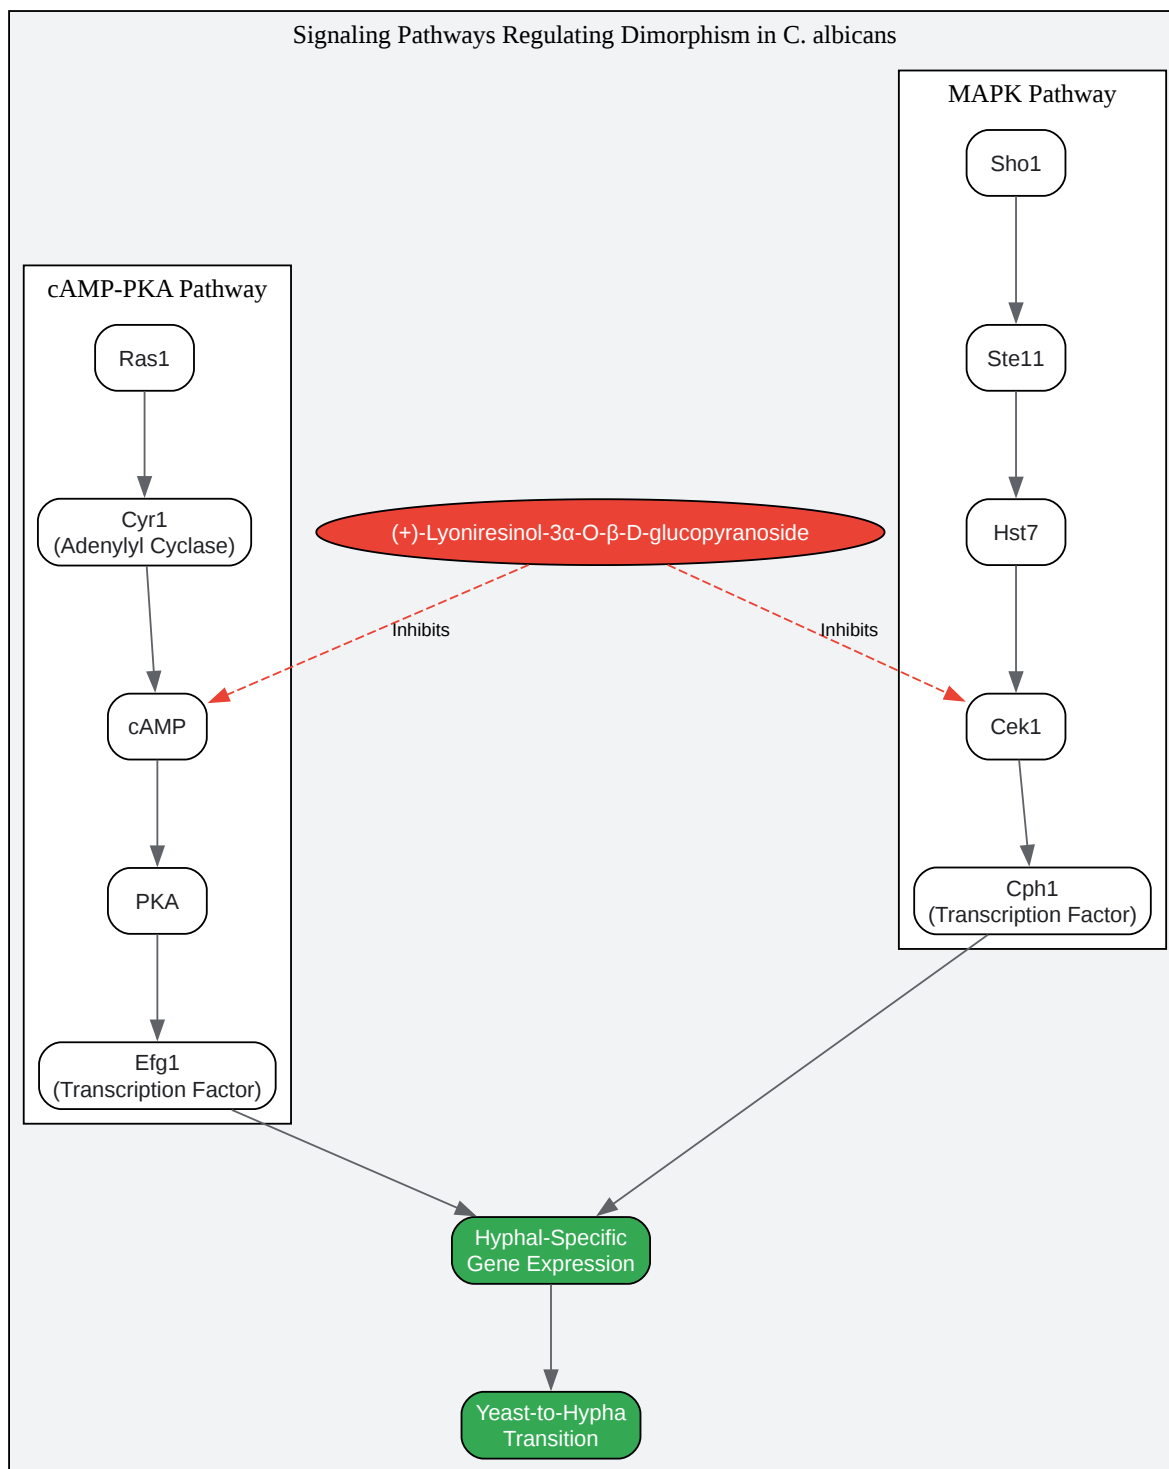 Signaling Pathways Regulating Dimorphism in C. albicans
MAPK Pathway
Sho1
Ste11
Hst7
Cek1
Cph1
(Transcription Factor)
cAMP-PKA Pathway
Ras1
Cyr1
(Adenylyl Cyclase)
cAMP
PKA
Efg1
(Transcription Factor)
(+)-Lyoniresinol-3α-O-β-D-glucopyranoside
Inhibits
Inhibits
Hyphal-Specific
Gene Expression
Yeast-to-Hypha
Transition